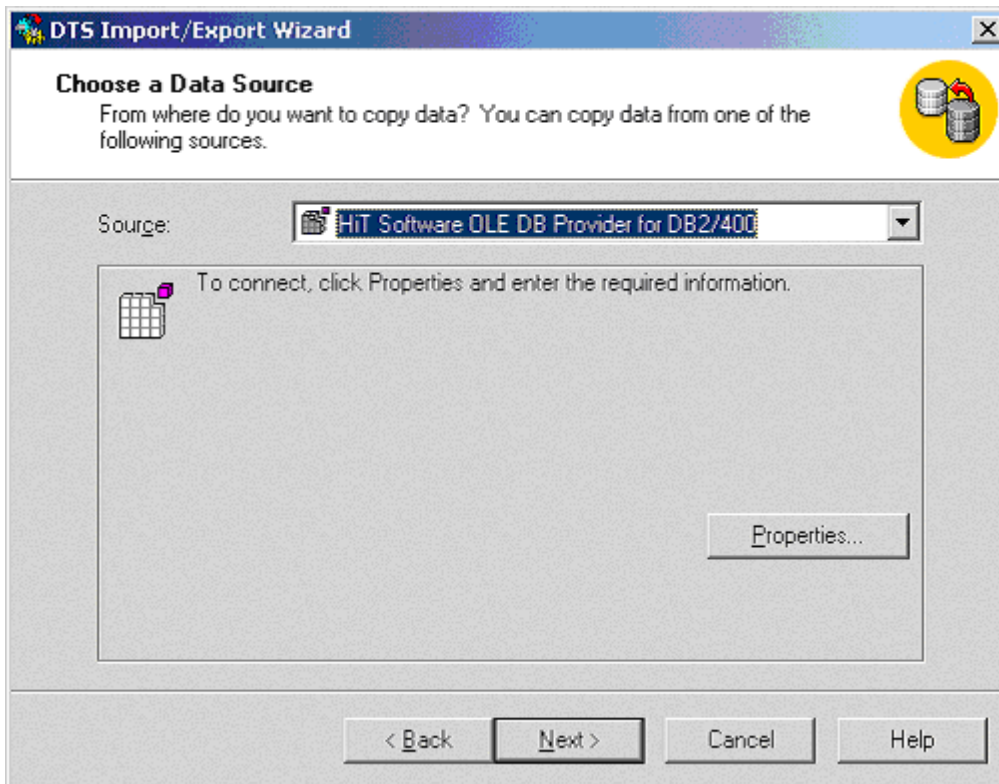 DTS Import/Export Wizard
Choose a Data Source
From where do you want to copy data? You can copy data from one of the
following sources.
Source: HiT Software OLE DB Provider for DB2/400
To connect, click Properties and enter the required information.
Properties...
< Back Next > Cancel Help